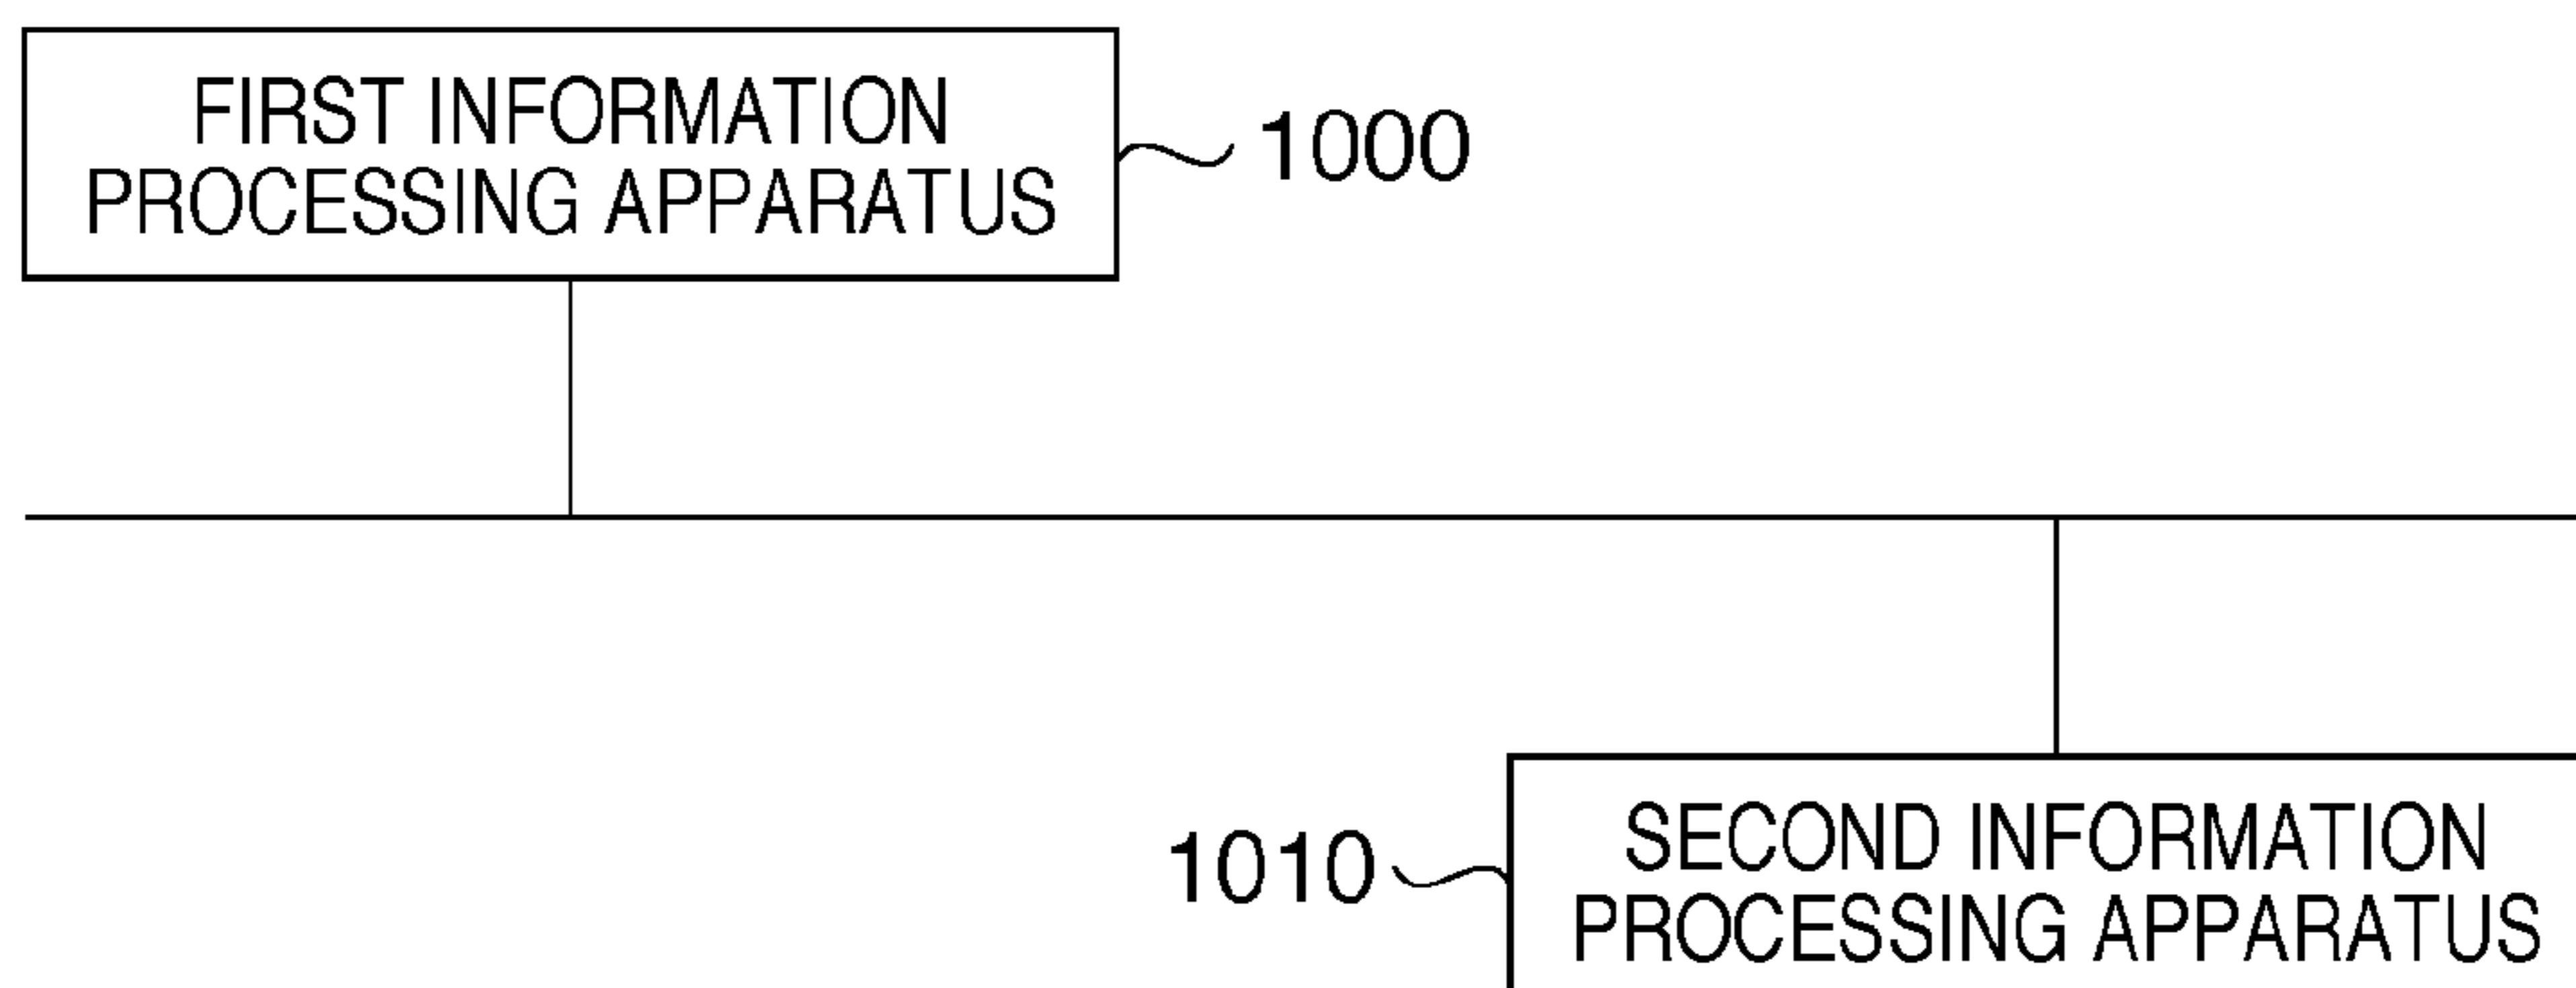 FIRST INFORMATION
PROCESSING APPARATUS
1000
1010
SECOND INFORMATION
PROCESSING APPARATUS